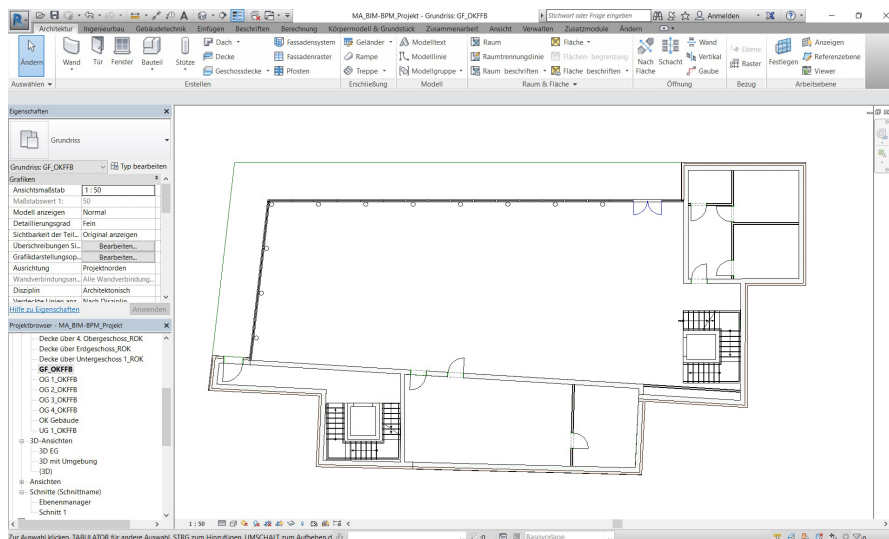 MA_BIM-BPM_Projekt - Grundriss: GF_OKFFB
Stichwort oder Frage eingeben
Anmelden
Architektur Ingenieurbau Gebäudetechnik Einfügen Beschriften Berechnung Körpermodell & Grundstück Zusammenarbeit Ansicht Verwalten Zusatzmodule Ändern
Ändern
Wand Tür Fenster Bauteil Stütze
Dach Fassadensystem Geländer Modelltext Raum Fläche Wand Anzeigen
Decke Fassadenraster Rampe Modelllinie Raumtrennungslinie Flächen- begrenzung Vertikal Ebene Referenzebene
Geschossdecke Pfosten Treppe Modellgruppe Raum beschriften Fläche beschriften Gaube Raster Viewer
Nach Fläche Schacht Festlegen
Auswählen Erstellen Erschließung Modell Raum & Fläche Öffnung Bezug Arbeitsebene
Eigenschaften
Grundriss
Grundriss: GF_OKFFB Typ bearbeiten
Grafiken
Ansichtsmaßstab 1 : 50
Maßstabswert 1: 50
Modell anzeigen Normal
Detaillierungsgrad Fein
Sichtbarkeit der Teil... Original anzeigen
Überschreibungen Si... Bearbeiten...
Grafikdarstellungsop... Bearbeiten...
Ausrichtung Projektnorden
Wandverbindungsan... Alle Wandverbindung...
Disziplin Architektonisch
Verdeckte Linien anz... Nach Disziplin
Hilfe zu Eigenschaften Anwenden
Projektbrowser - MA_BIM-BPM_Projekt
Decke über 4. Obergeschoss_ROK
Decke über Erdgeschoss_ROK
Decke über Untergeschoss 1_ROK
GF_OKFFB
OG 1_OKFFB
OG 2_OKFFB
OG 3_OKFFB
OG 4_OKFFB
OK Gebäude
UG 1_OKFFB
3D-Ansichten
3D EG
3D mit Umgebung
{3D}
Ansichten
Schnitte (Schnittname)
Ebenenmanager
Schnitt 1
1 : 50
Zur Auswahl klicken, TABULATOR für andere Auswahl, STRG zum Hinzufügen, UMSCHALT zum Aufheben d
:0 Basisvorlage